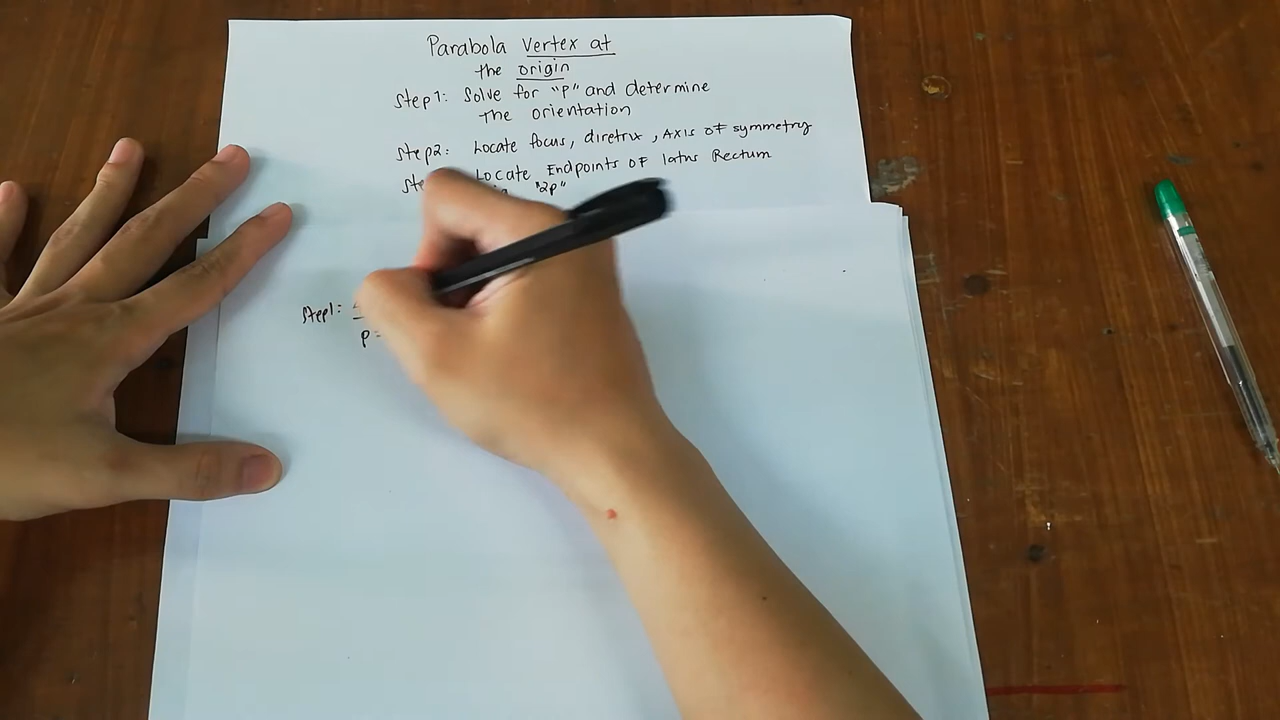 Parabola Vertex at
the origin
Step1: Solve for "P" and determine
the orientation
Step2: Locate focus, diretrix, Axis of symmetry
Locate Endpoints of latus Rectum
"2p"
Step1:
P=